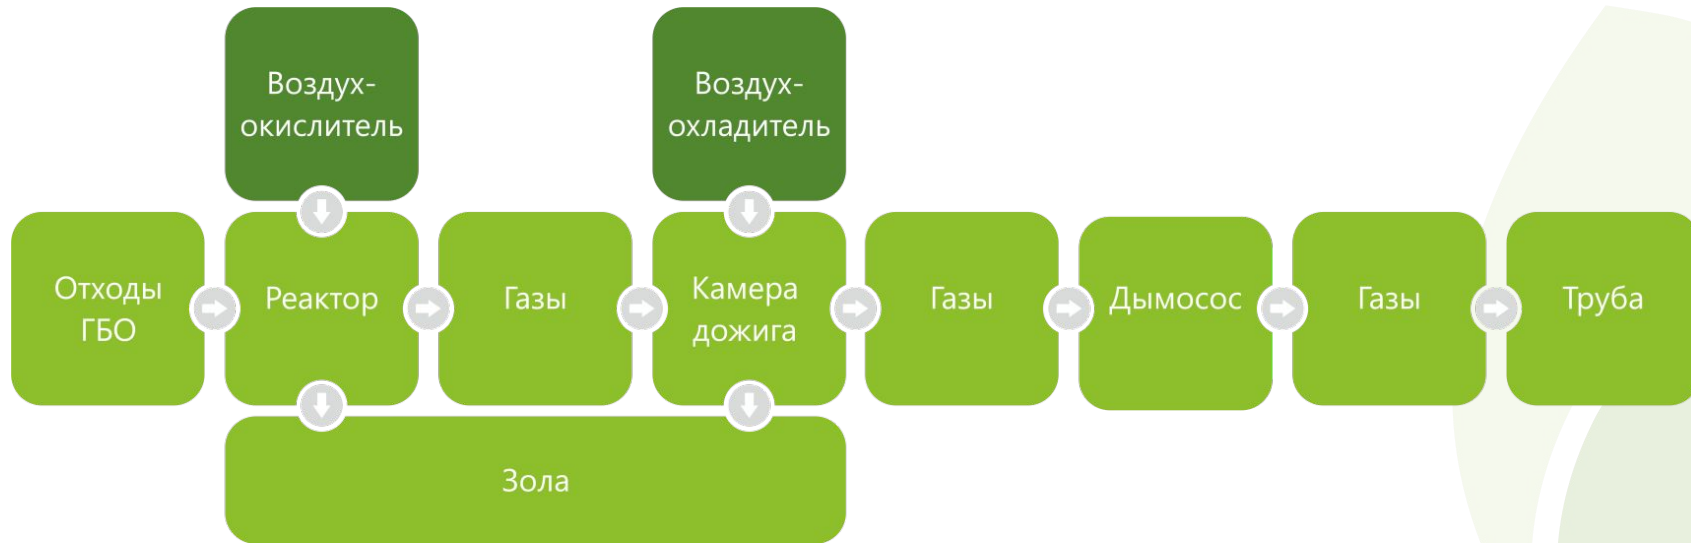 Воздух-
окислитель
Воздух-
охладитель
Отходы
ГБО
Реактор
Газы
Камера
дожига
Газы
Дымосос
Газы
Труба
Зола